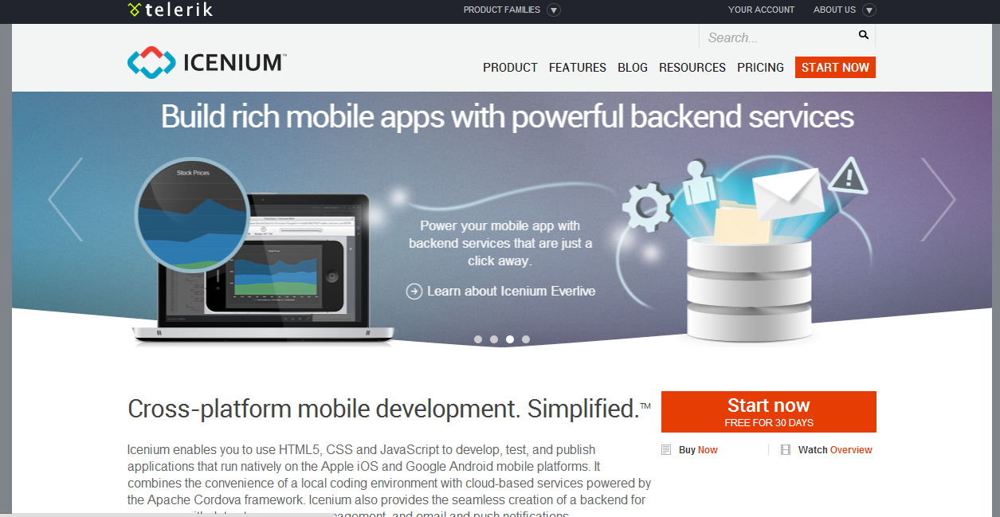 telerik
PRODUCT FAMILIES
YOUR ACCOUNT
ABOUT US
Search...
ICENIUM™
PRODUCT
FEATURES
BLOG
RESOURCES
PRICING
START NOW
Build rich mobile apps with powerful backend services
Stock Prices
Power your mobile app with
backend services that are just a
click away.
Learn about Icenium Everlive
Cross-platform mobile development. Simplified.™
Icenium enables you to use HTML5, CSS and JavaScript to develop, test, and publish
applications that run natively on the Apple iOS and Google Android mobile platforms. It
combines the convenience of a local coding environment with cloud-based services powered by
the Apache Cordova framework. Icenium also provides the seamless creation of a backend for
and email and push notifications
Start now
FREE FOR 30 DAYS
Buy Now
Watch Overview